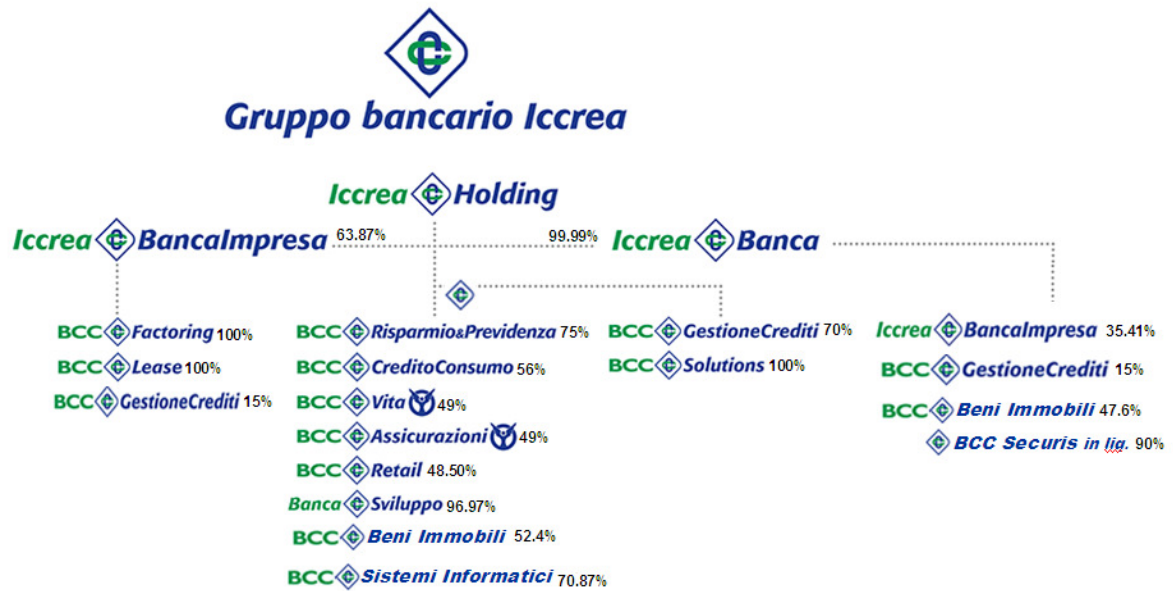 Gruppo bancario Iccrea
Iccrea Holding
Iccrea BancaImpresa 63.87% 99.99% Iccrea Banca
BCC Factoring 100%
BCC Lease 100%
BCC GestioneCrediti 15%
BCC Risparmio&Previdenza 75%
BCC CreditoConsumo 56%
BCC Vita 49%
BCC Assicurazioni 49%
BCC Retail 48.50%
Banca Sviluppo 96.97%
BCC Beni Immobili 52.4%
BCC Sistemi Informatici 70.87%
BCC GestioneCrediti 70%
BCC Solutions 100%
Iccrea BancaImpresa 35.41%
BCC GestioneCrediti 15%
BCC Beni Immobili 47.6%
BCC Securis in liq. 90%